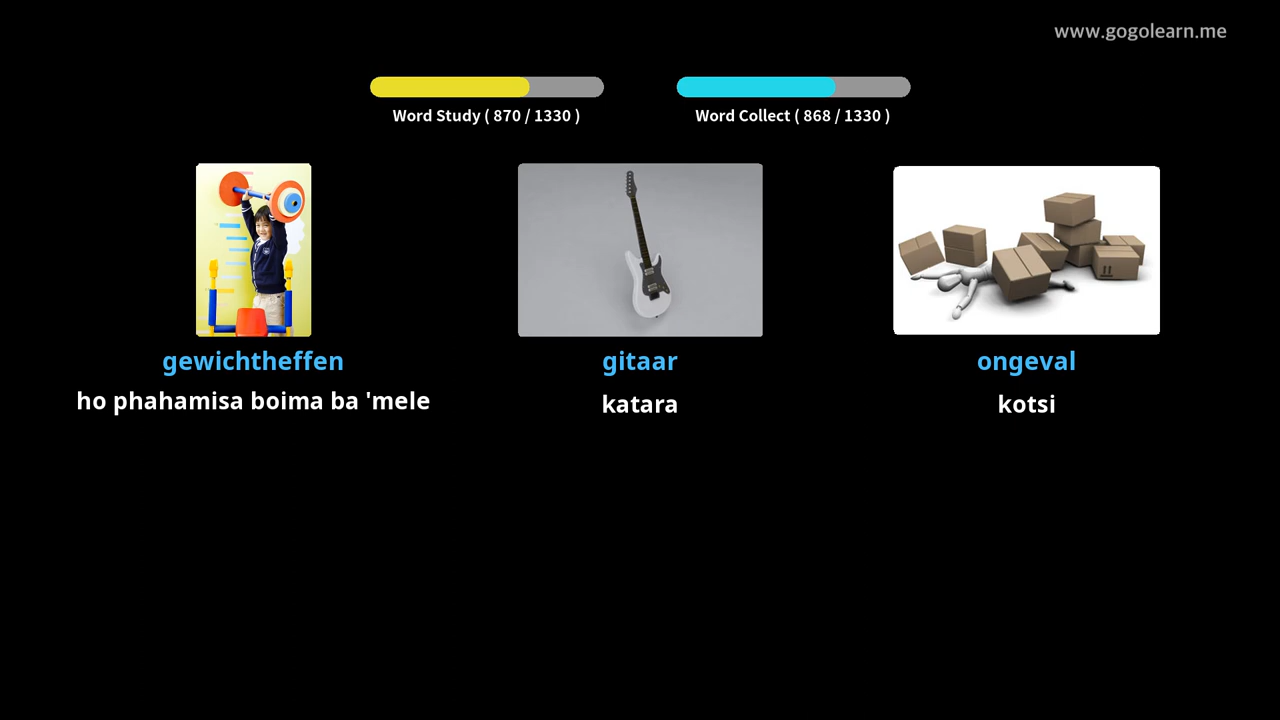 www.gogolearn.me
Word Study ( 870 / 1330 )
Word Collect ( 868 / 1330 )
gewichtheffen
ho phahamisa boima ba 'mele
gitaar
katara
ongeval
kotsi